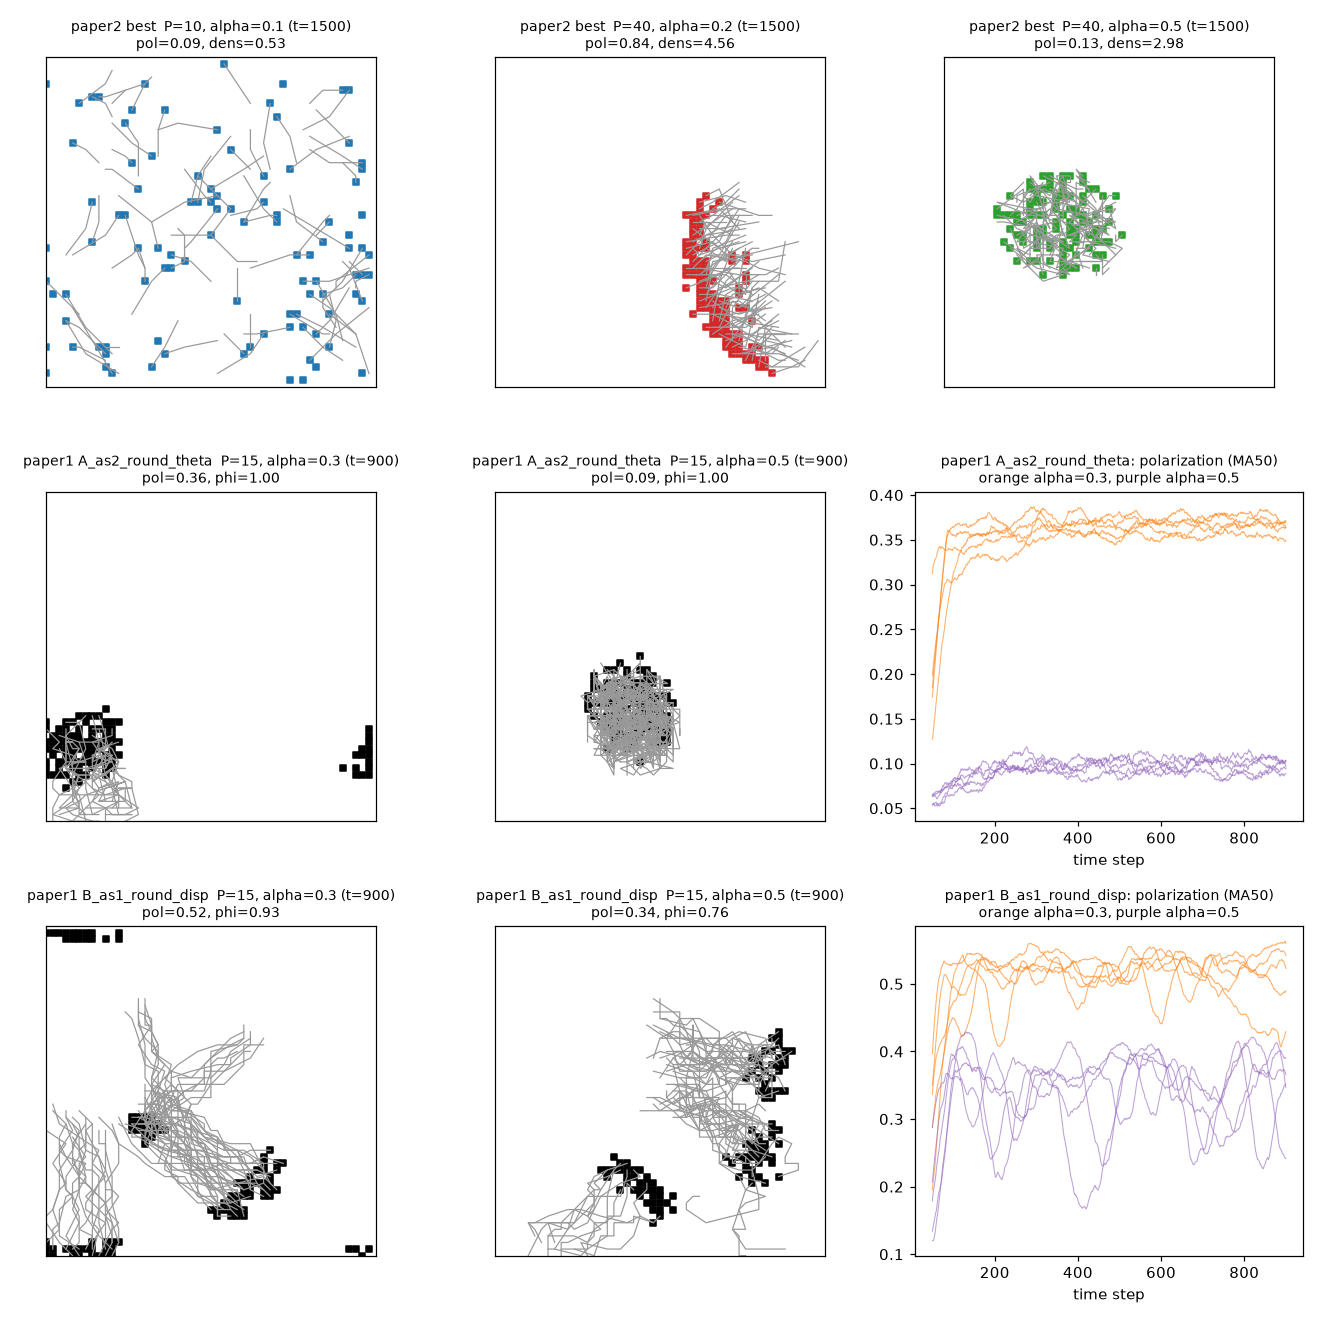 paper2 best  P=10, alpha=0.1 (t=1500)
pol=0.09, dens=0.53
paper2 best  P=40, alpha=0.2 (t=1500)
pol=0.84, dens=4.56
paper2 best  P=40, alpha=0.5 (t=1500)
pol=0.13, dens=2.98
paper1 A_as2_round_theta  P=15, alpha=0.3 (t=900)
pol=0.36, phi=1.00
paper1 A_as2_round_theta  P=15, alpha=0.5 (t=900)
pol=0.09, phi=1.00
paper1 A_as2_round_theta: polarization (MA50)
orange alpha=0.3, purple alpha=0.5
0.40
0.35
0.30
0.25
0.20
0.15
0.10
0.05
200 400 600 800
time step
paper1 B_as1_round_disp  P=15, alpha=0.3 (t=900)
pol=0.52, phi=0.93
paper1 B_as1_round_disp  P=15, alpha=0.5 (t=900)
pol=0.34, phi=0.76
paper1 B_as1_round_disp: polarization (MA50)
orange alpha=0.3, purple alpha=0.5
0.5
0.4
0.3
0.2
0.1
200 400 600 800
time step